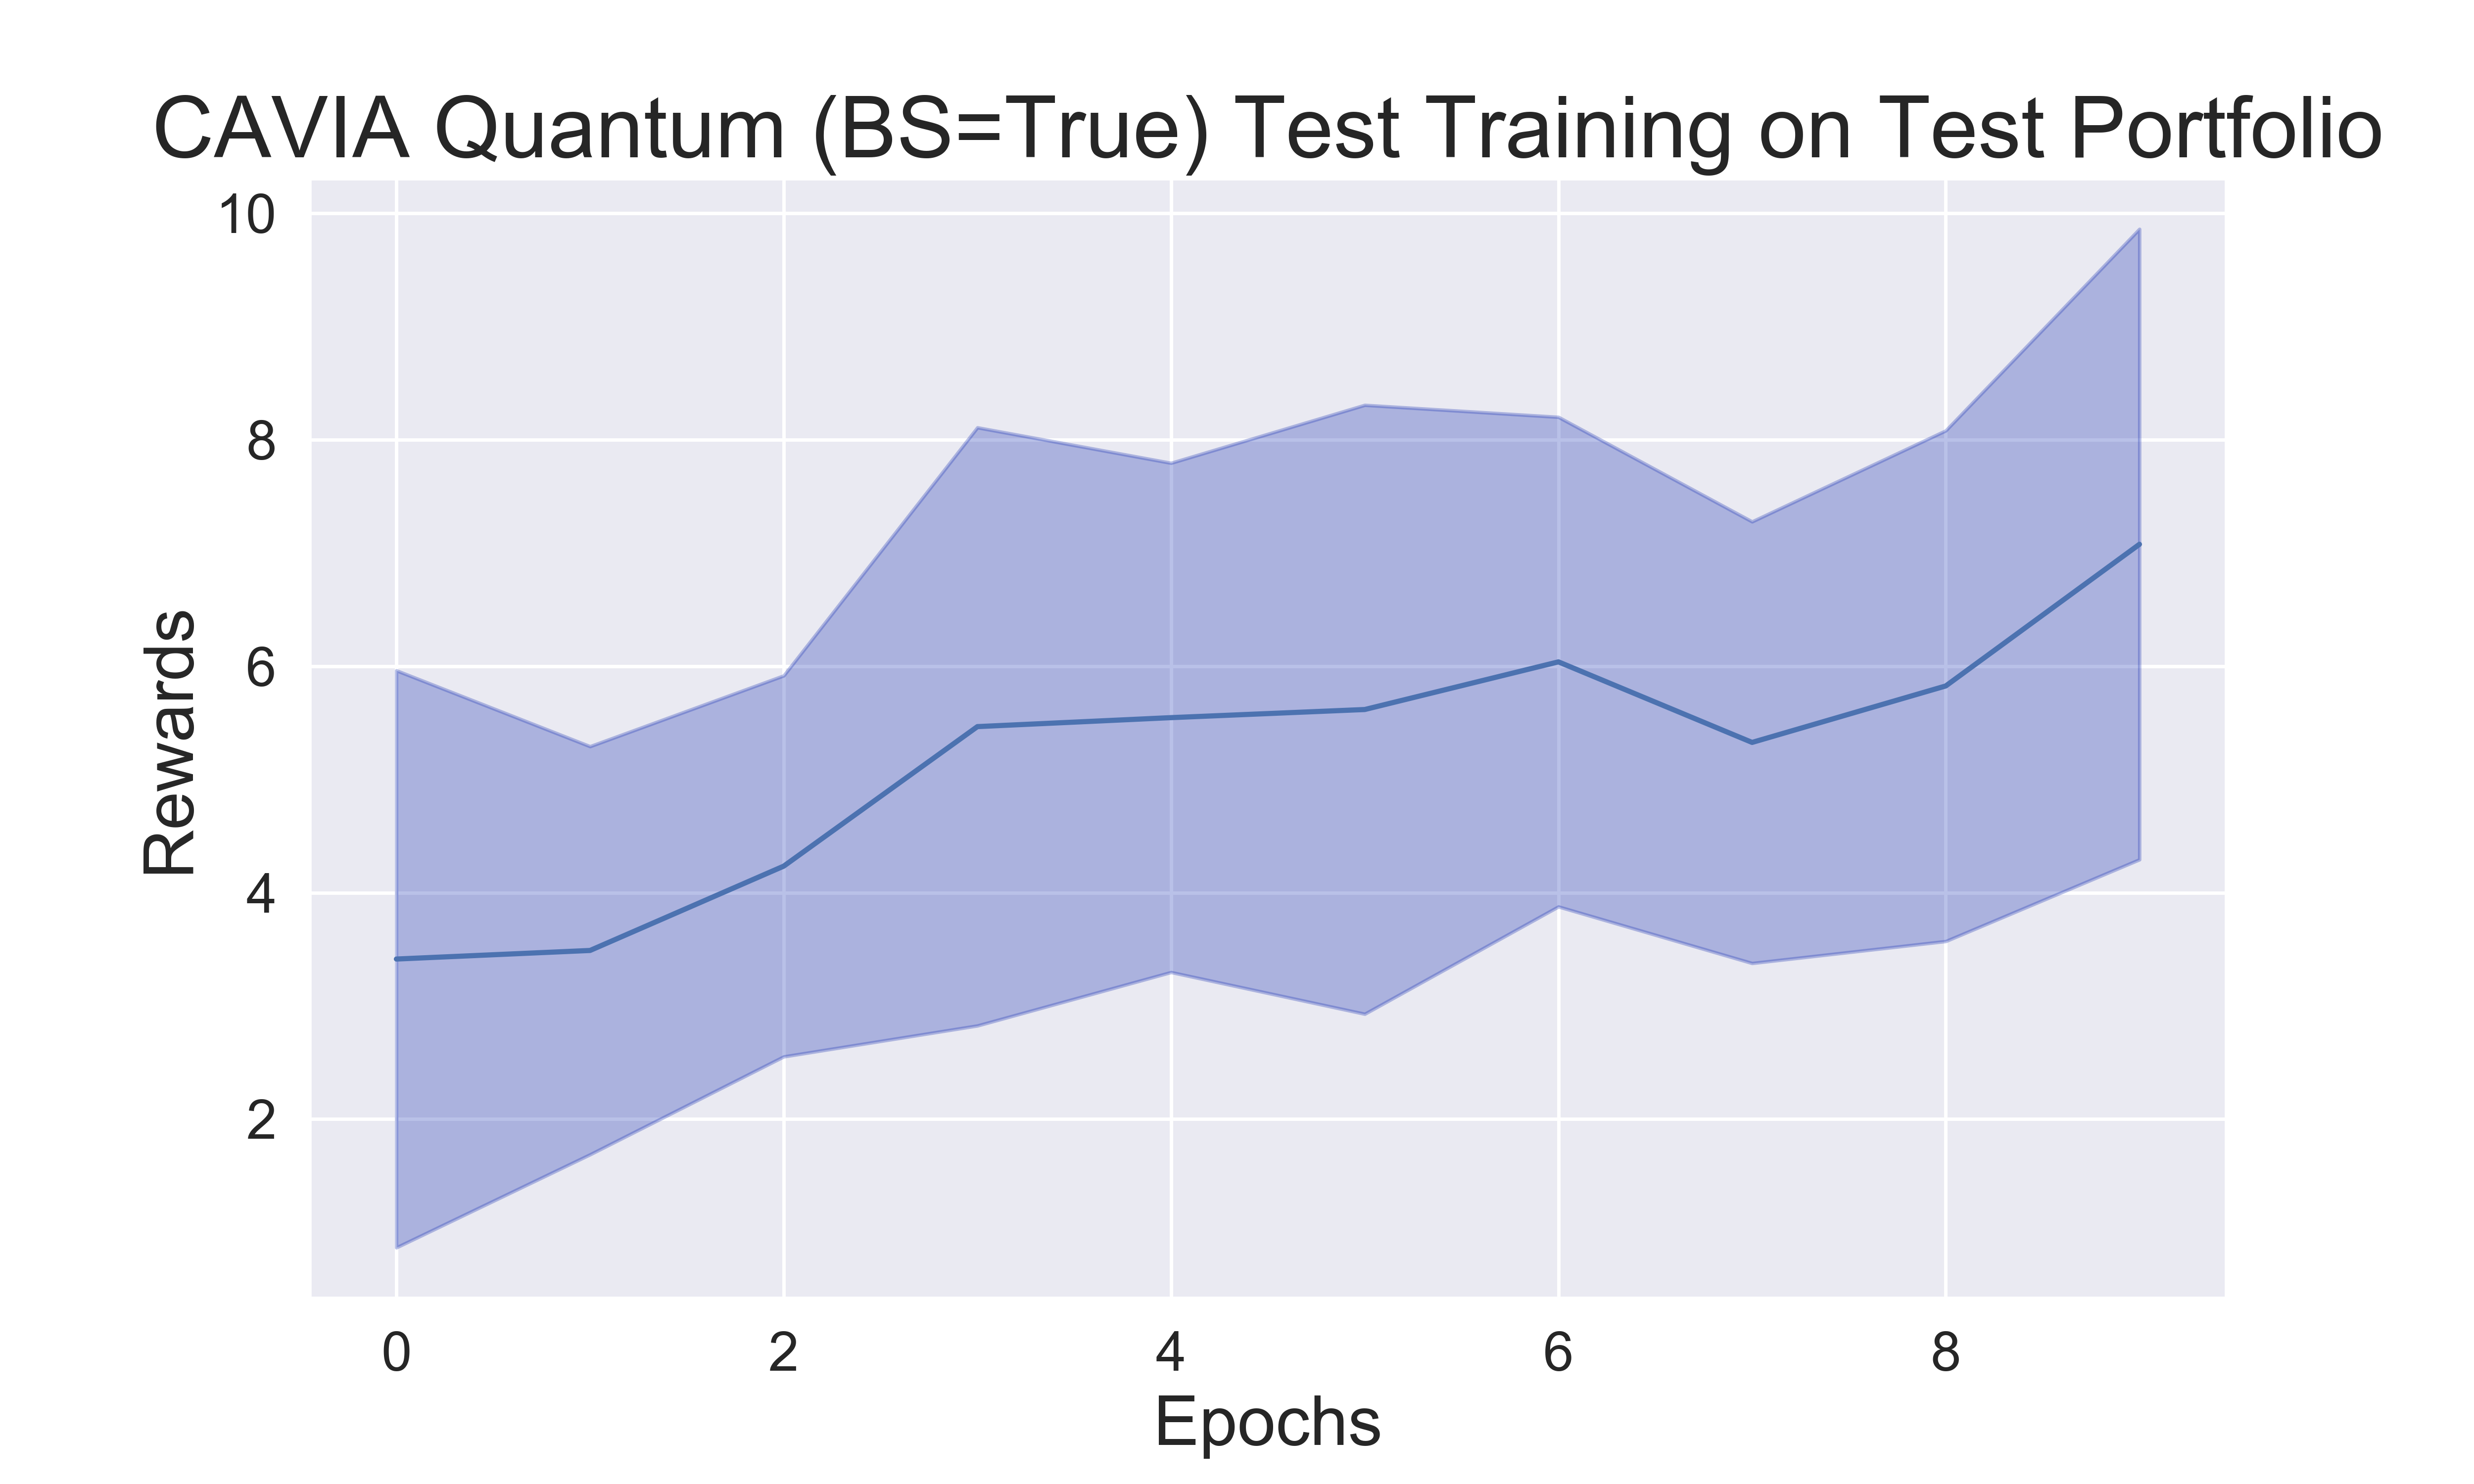 CAVIA Quantum (BS=True) Test Training on Test Portfolio
10
8
6
4
2
Rewards
0 2 4 6 8
Epochs